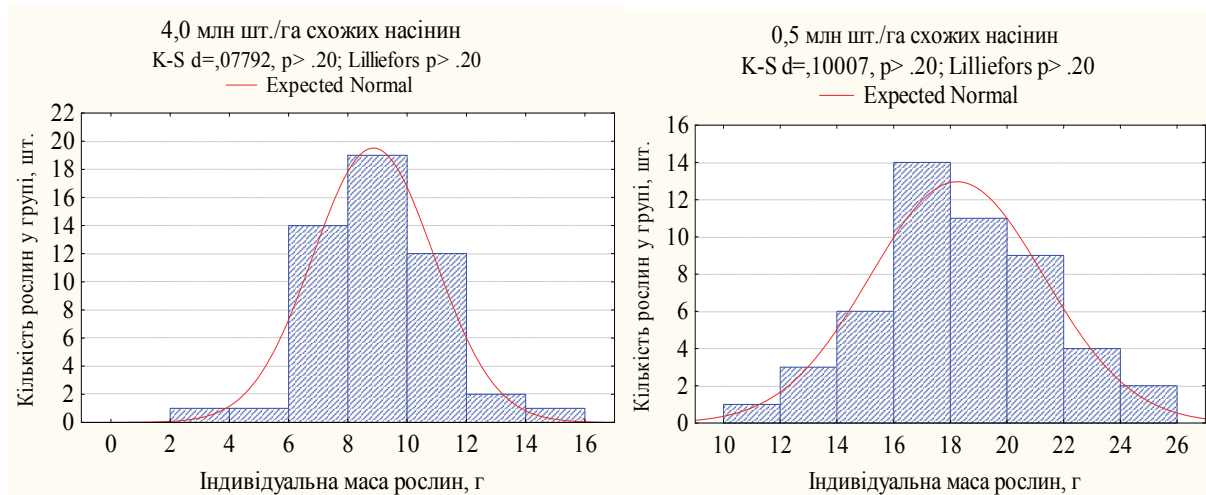 4,0 млн шт./га схожих насінин
K-S d=,07792, p> .20; Lilliefors p> .20
Expected Normal
Кількість рослин у групі, шт.
22
20
18
16
14
12
10
8
6
4
2
0
0 2 4 6 8 10 12 14 16
Індивідуальна маса рослин, г
0,5 млн шт./га схожих насінин
K-S d=,10007, p> .20; Lilliefors p> .20
Expected Normal
Кількість рослин у групі, шт.
16
14
12
10
8
6
4
2
0
10 12 14 16 18 20 22 24 26
Індивідуальна маса рослин, г